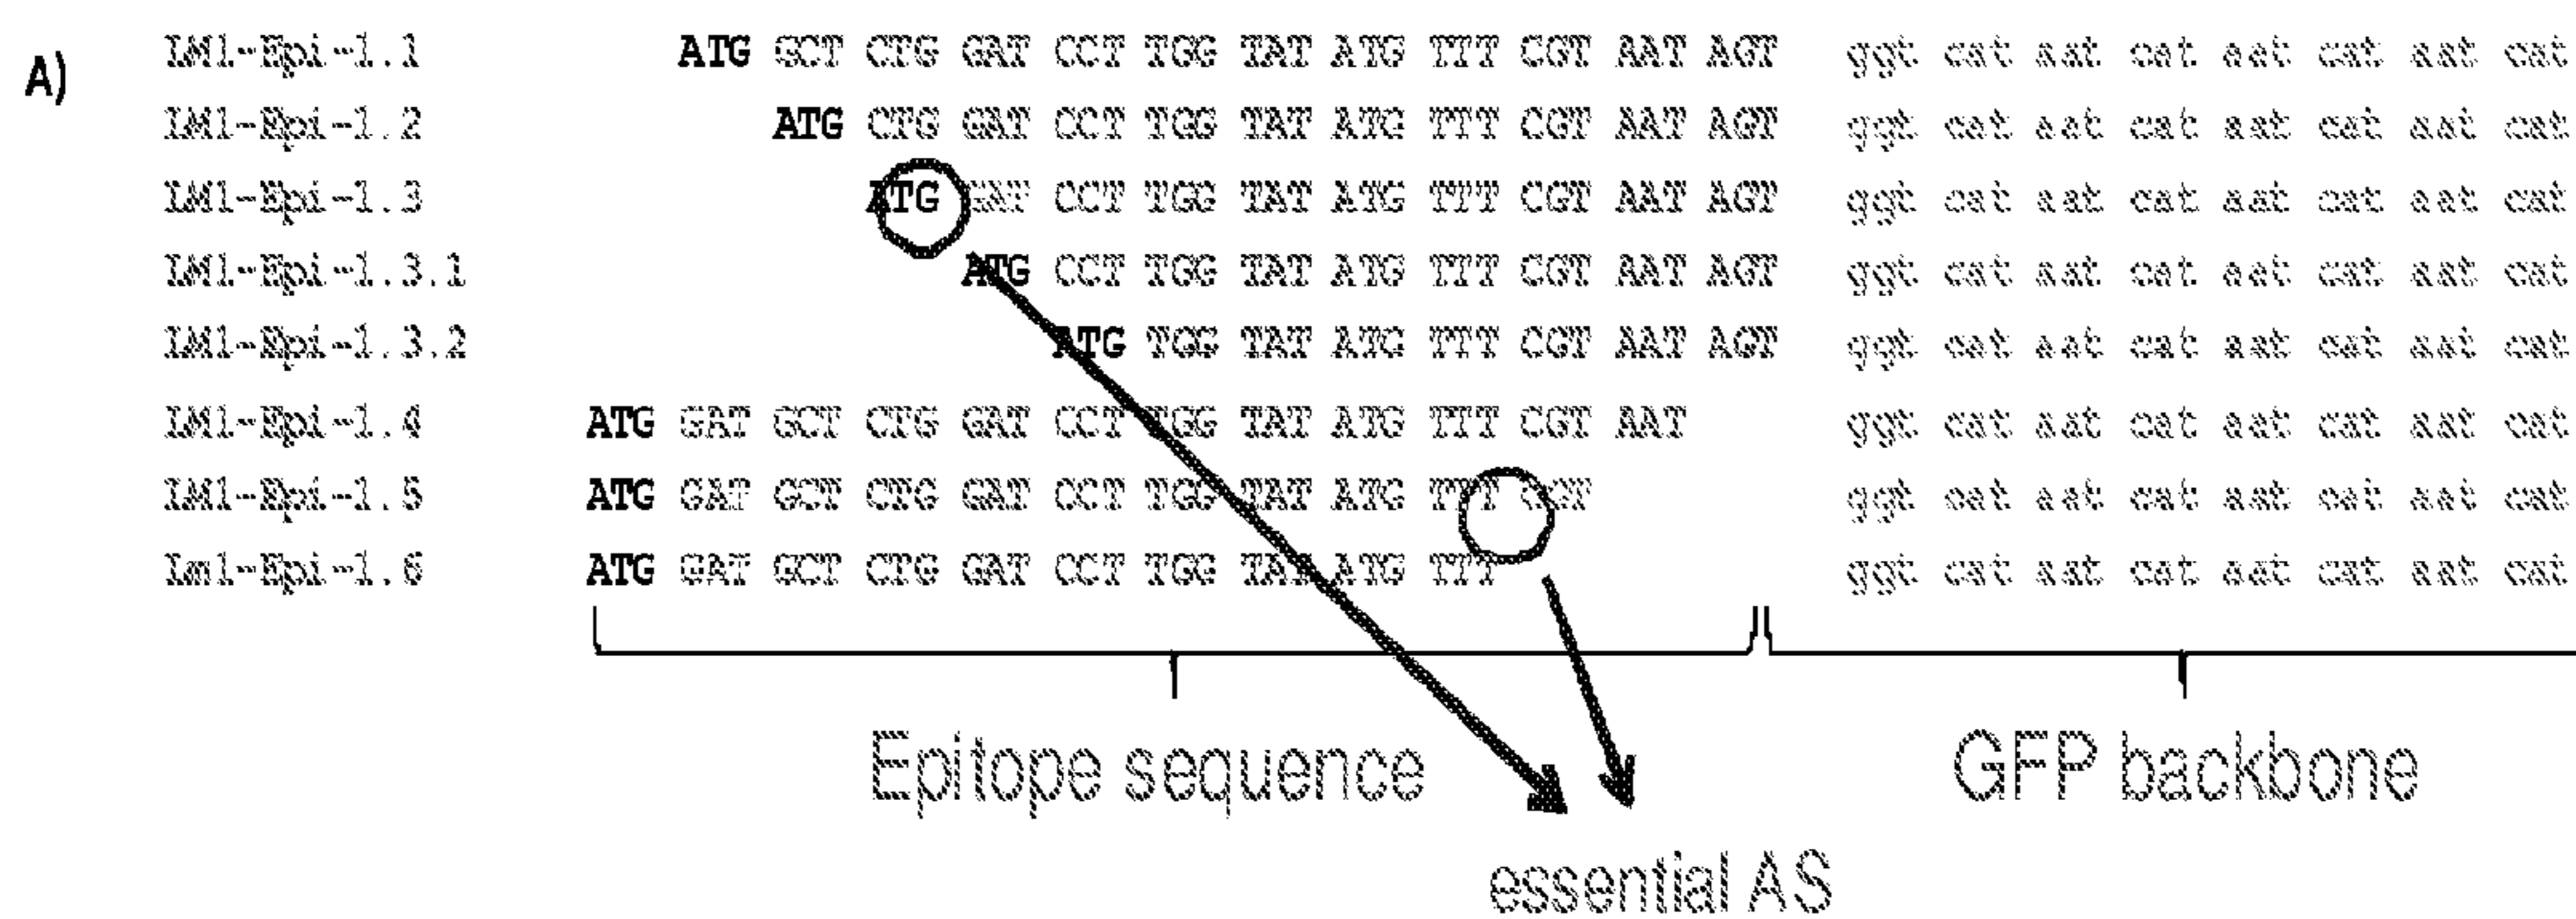 A) LM1-Epi-1.1 ATG GCT CTG GAT CCT TGG TAT ATG TTT CGT AAT AGT ggt cat aat cat aat cat aat cat
LM1-Epi-1.2 ATG CTG GAT CCT TGG TAT ATG TTT CGT AAT AGT ggt cat aat cat aat cat aat cat
LM1-Epi-1.3 ATG GAT CCT TGG TAT ATG TTT CGT AAT AGT ggt cat aat cat aat cat aat cat
LM1-Epi-1.3.1 ATG CCT TGG TAT ATG TTT CGT AAT AGT ggt cat aat cat aat cat aat cat
LM1-Epi-1.3.2 ATG TGG TAT ATG TTT CGT AAT AGT ggt cat aat cat aat cat aat cat
LM1-Epi-1.4 ATG GAT GCT CTG GAT CCT TGG TAT ATG TTT CGT AAT ggt cat aat cat aat cat aat cat
LM1-Epi-1.5 ATG GAT GCT CTG GAT CCT TGG TAT ATG TTT CGT ggt cat aat cat aat cat aat cat
Lm1-Epi-1.6 ATG GAT GCT CTG GAT CCT TGG TAT ATG TTT ggt cat aat cat aat cat aat cat
Epitope sequence GFP backbone
essential AS